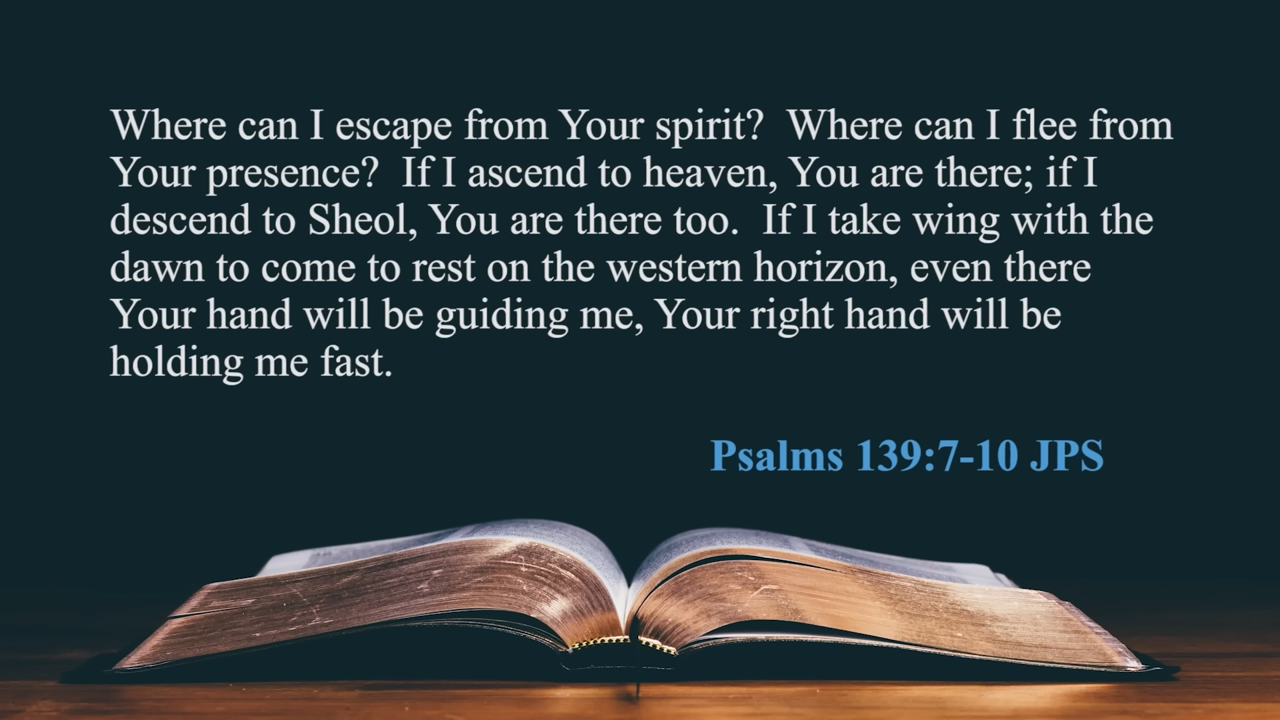 Where can I escape from Your spirit?  Where can I flee from
Your presence?  If I ascend to heaven, You are there; if I
descend to Sheol, You are there too.  If I take wing with the
dawn to come to rest on the western horizon, even there
Your hand will be guiding me, Your right hand will be
holding me fast.
Psalms 139:7-10 JPS